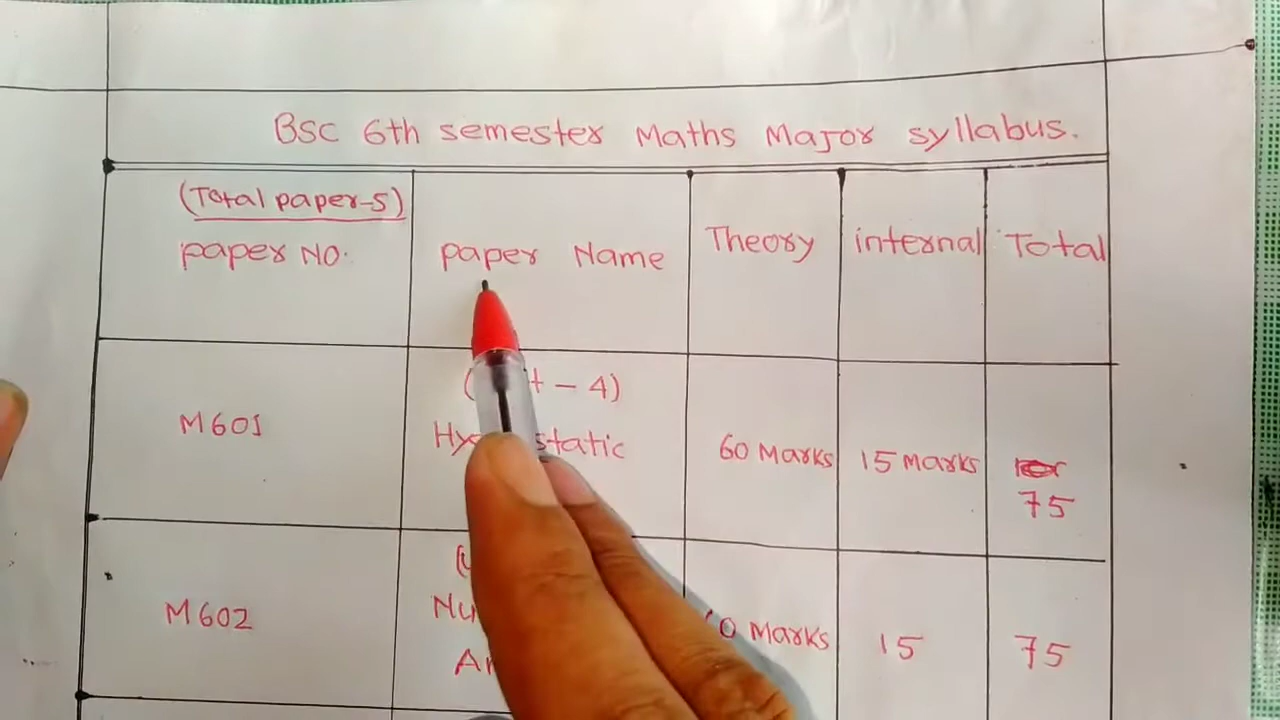 BSC 6th semester Maths Major syllabus.
(Total paper-5)
paper NO.
paper Name
Theory
internal
Total
M601
- 4)
static
60 Marks
15 Marks
75
M602
0 Marks
15
75